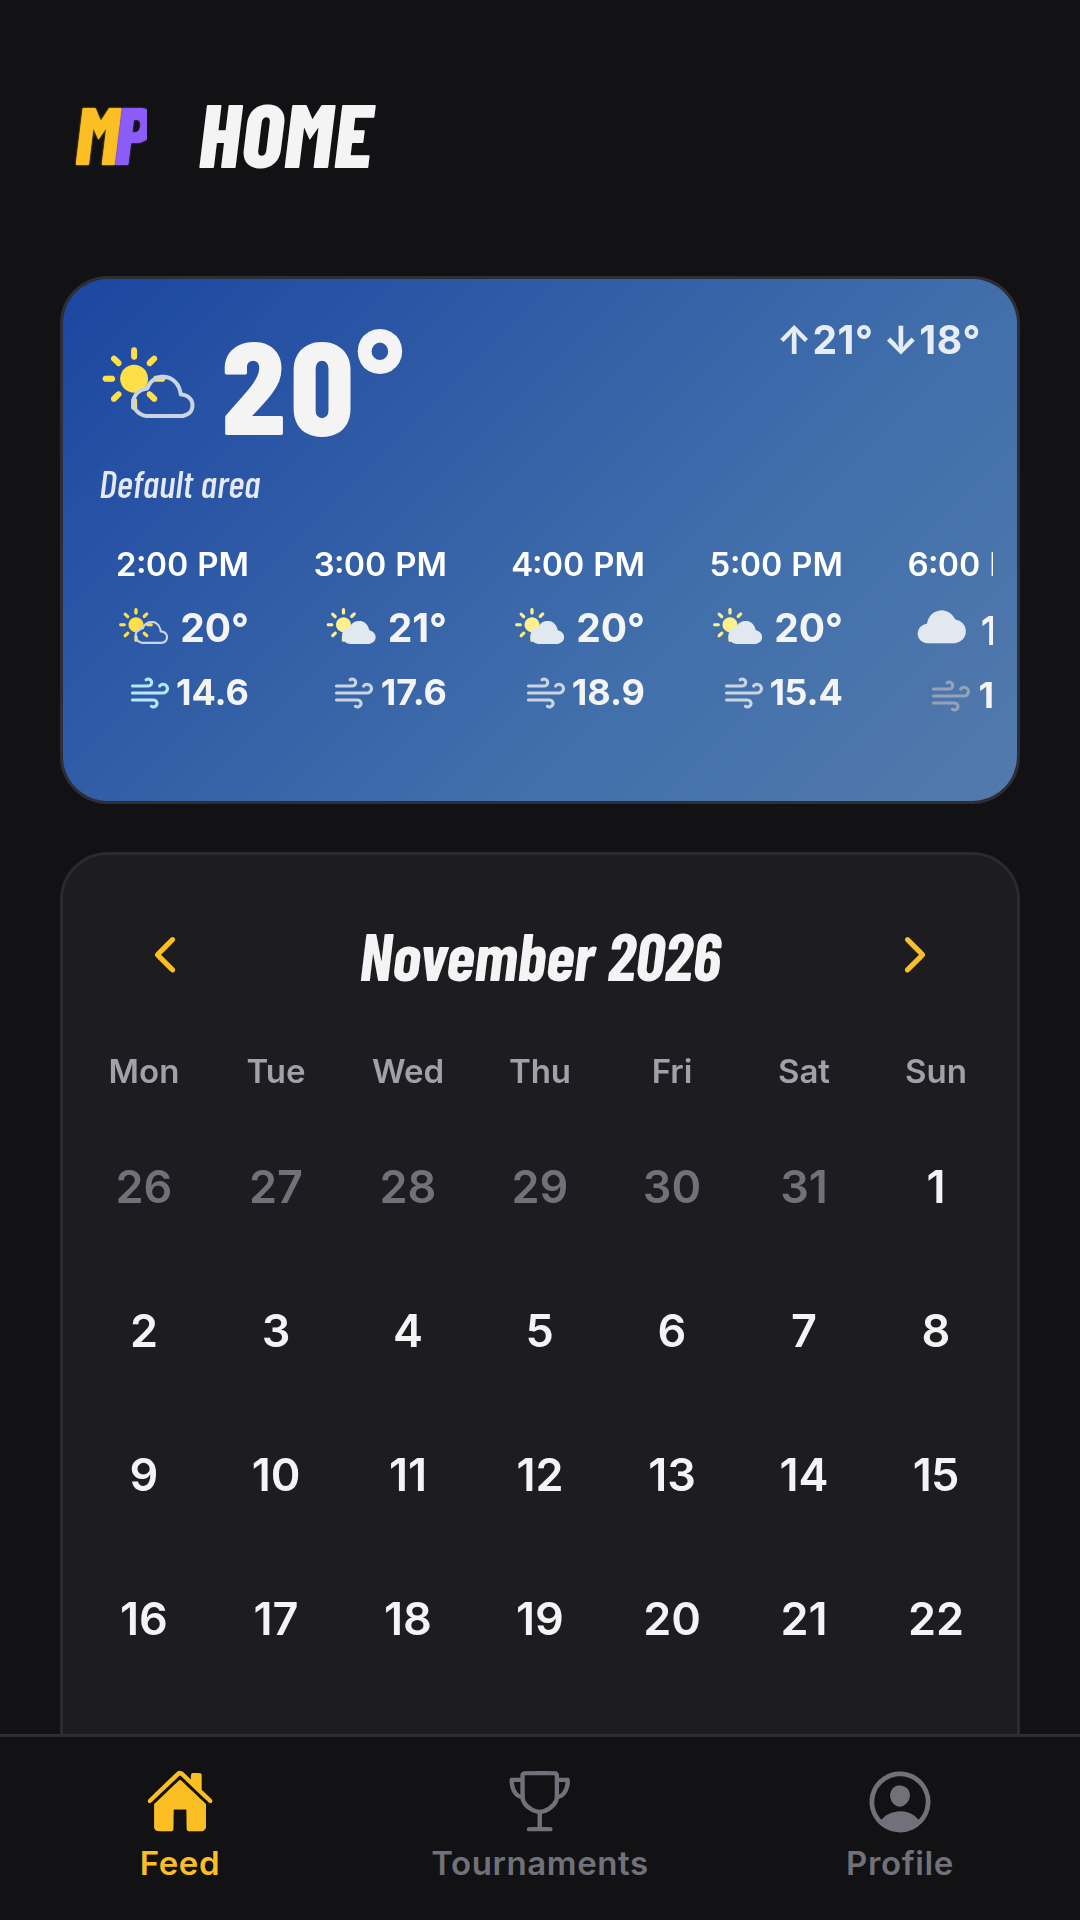 MP HOME
20° ↑21° ↓18°
Default area
2:00 PM 3:00 PM 4:00 PM 5:00 PM 6:00
20° 21° 20° 20°
14.6 17.6 18.9 15.4
November 2026
Mon Tue Wed Thu Fri Sat Sun
26 27 28 29 30 31 1
2 3 4 5 6 7 8
9 10 11 12 13 14 15
16 17 18 19 20 21 22
Feed Tournaments Profile